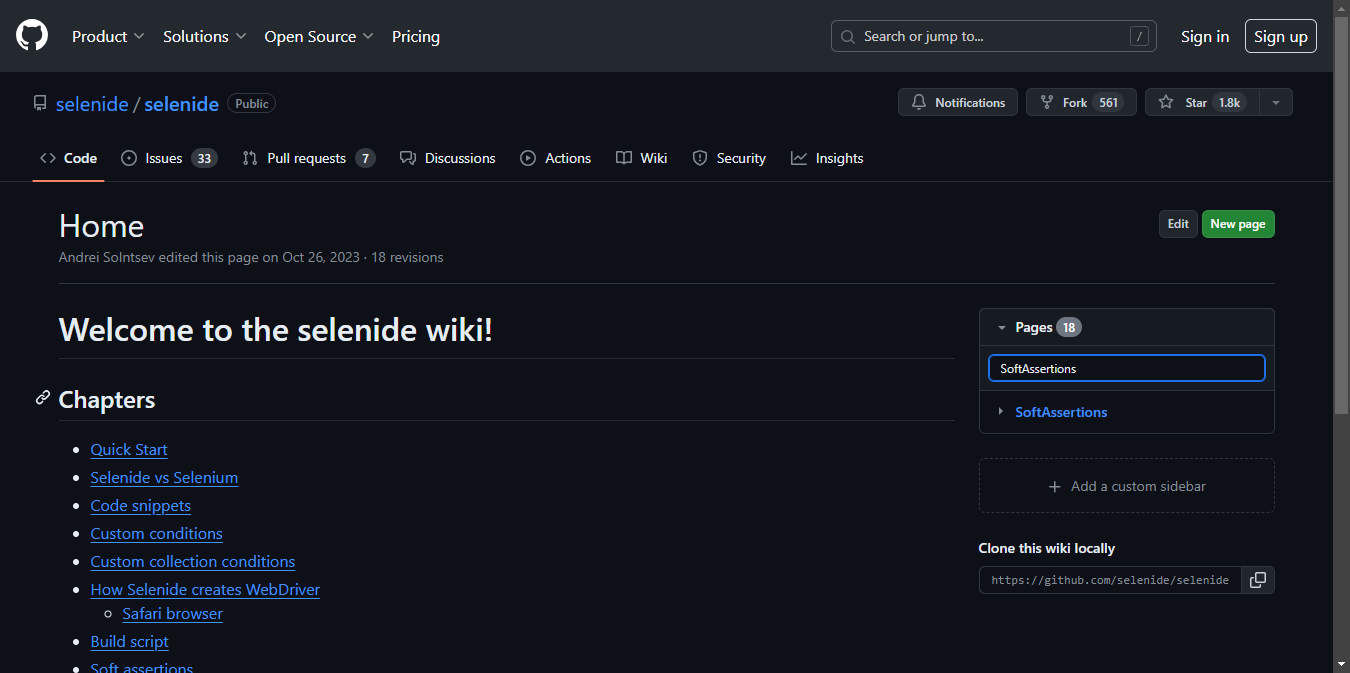 Product Solutions Open Source Pricing Search or jump to... / Sign in Sign up
selenide / selenide Public Notifications Fork 561 Star 1.8k
Code Issues 33 Pull requests 7 Discussions Actions Wiki Security Insights
Home
Edit New page
Andrei Solntsev edited this page on Oct 26, 2023 · 18 revisions
Welcome to the selenide wiki!
Chapters
Quick Start
Selenide vs Selenium
Code snippets
Custom conditions
Custom collection conditions
How Selenide creates WebDriver
Safari browser
Build script
Soft assertions
Pages 18
SoftAssertions
SoftAssertions
Add a custom sidebar
Clone this wiki locally
https://github.com/selenide/selenide